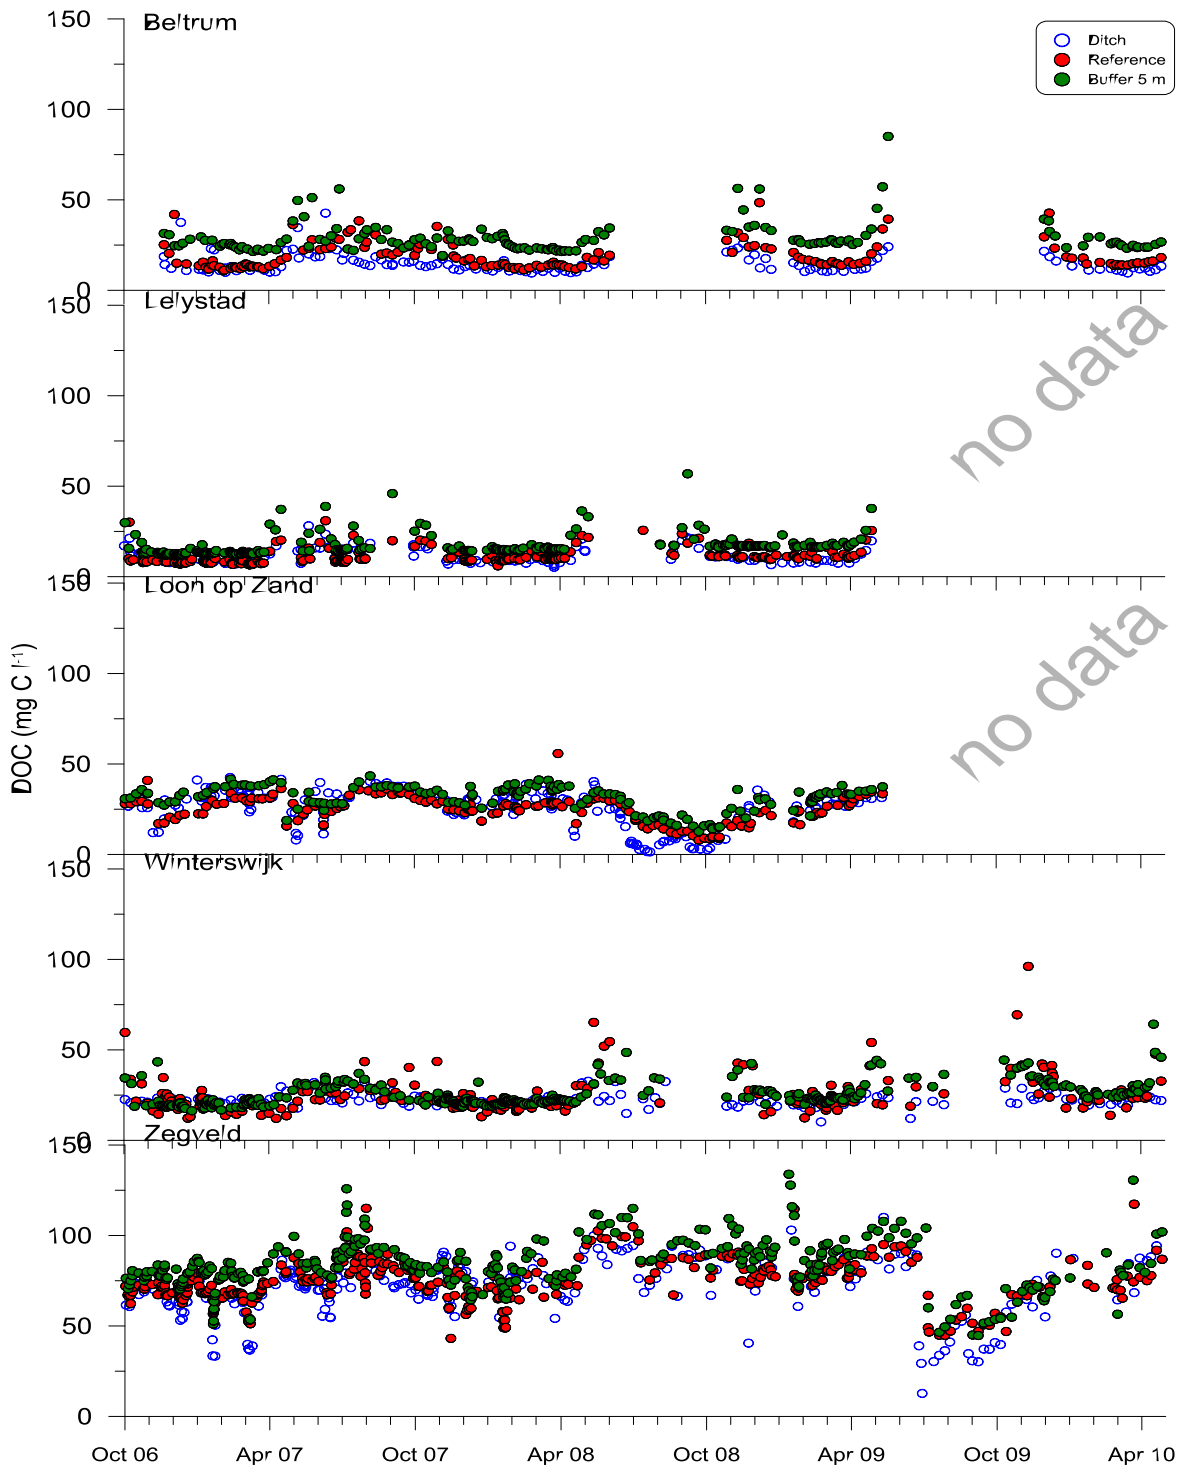 150
Beltrum
Ditch
Reference
Buffer 5 m
100
50
0
150
Lelystad
no data
100
50
0
150
Loon op Zand
no data
100
50
DOC (mg C l-1)
0
150
Winterswijk
100
50
0
150
Zegveld
100
50
0
Oct 06 Apr 07 Oct 07 Apr 08 Oct 08 Apr 09 Oct 09 Apr 10